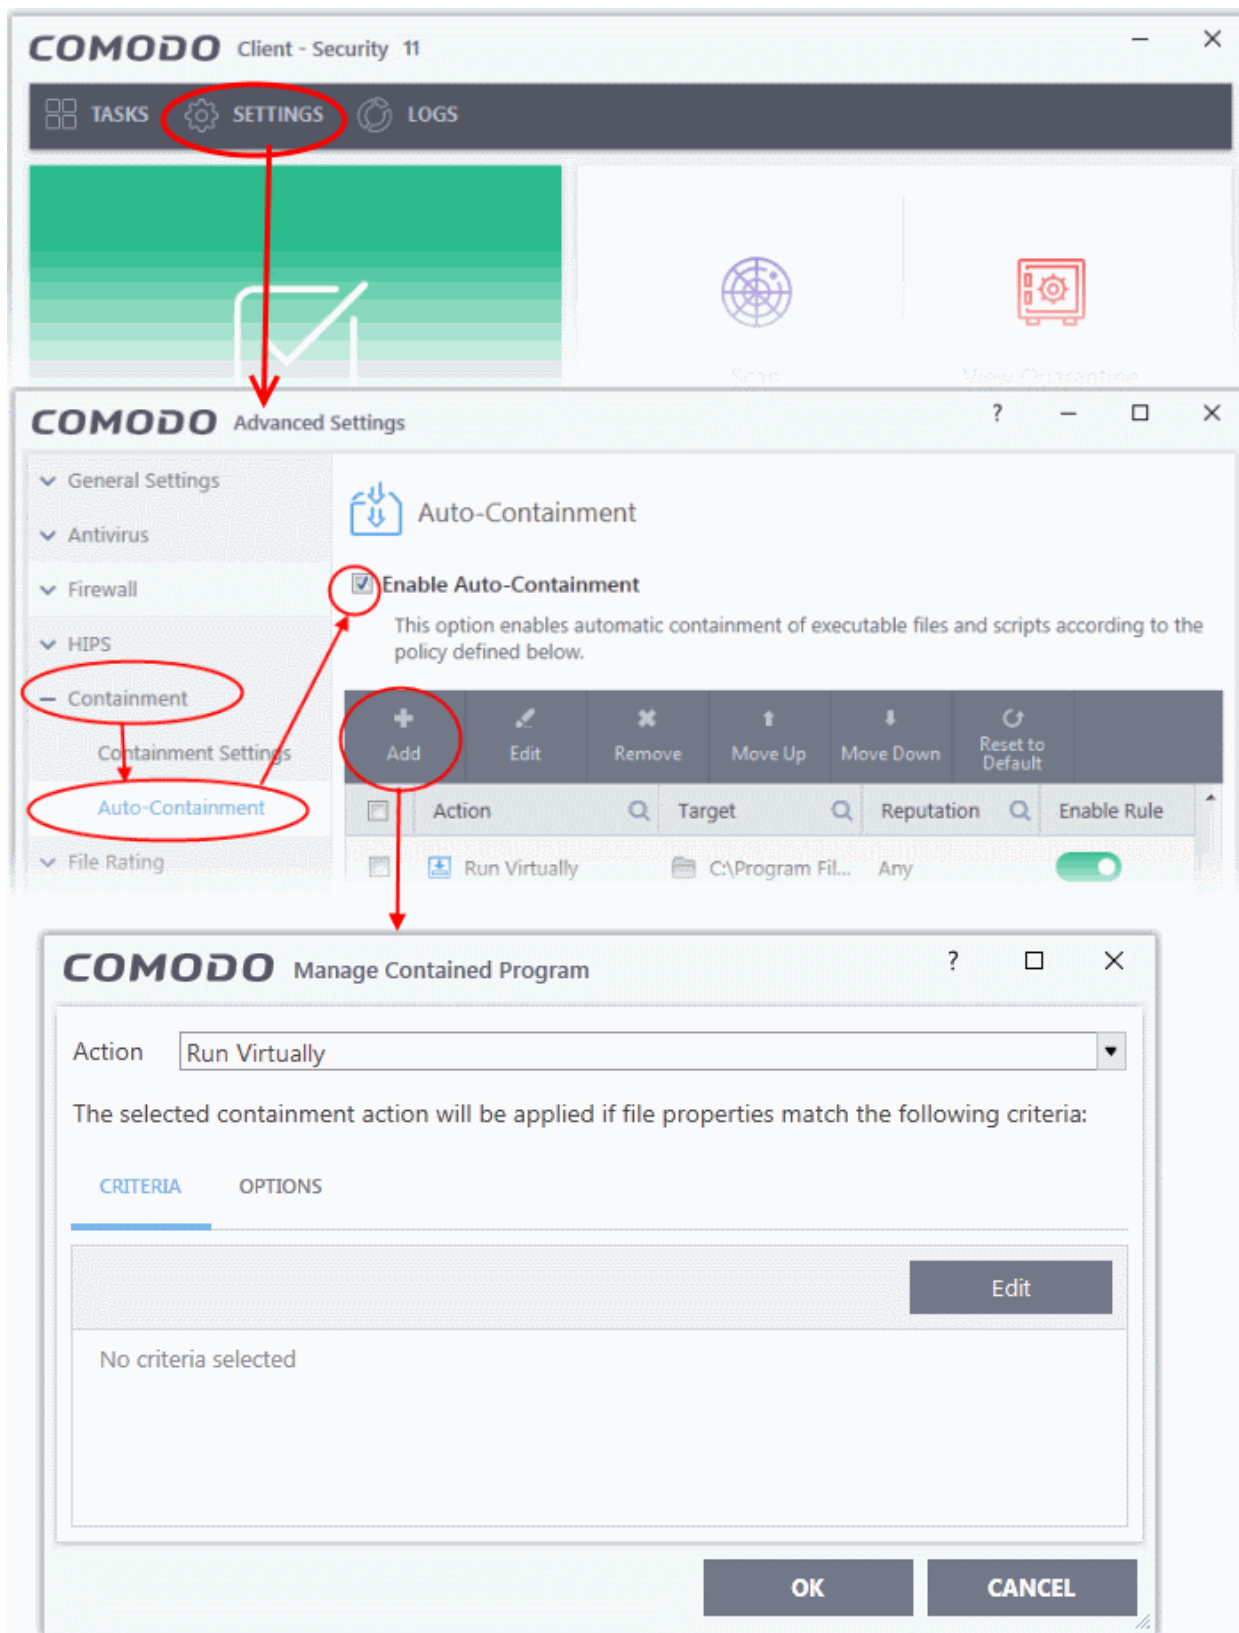 COMODO Client - Security 11
TASKS SETTINGS LOGS
Scan View Quarantine
COMODO Advanced Settings ?
General Settings
Antivirus
Firewall
HIPS
Containment
Containment Settings
Auto-Containment
File Rating
Auto-Containment
Enable Auto-Containment
This option enables automatic containment of executable files and scripts according to the
policy defined below.
Add Edit Remove Move Up Move Down Reset to
Default
Action Target Reputation Enable Rule
Run Virtually C:\Program Fil... Any
COMODO Manage Contained Program ?
Action Run Virtually
The selected containment action will be applied if file properties match the following criteria:
CRITERIA OPTIONS
Edit
No criteria selected
OK CANCEL